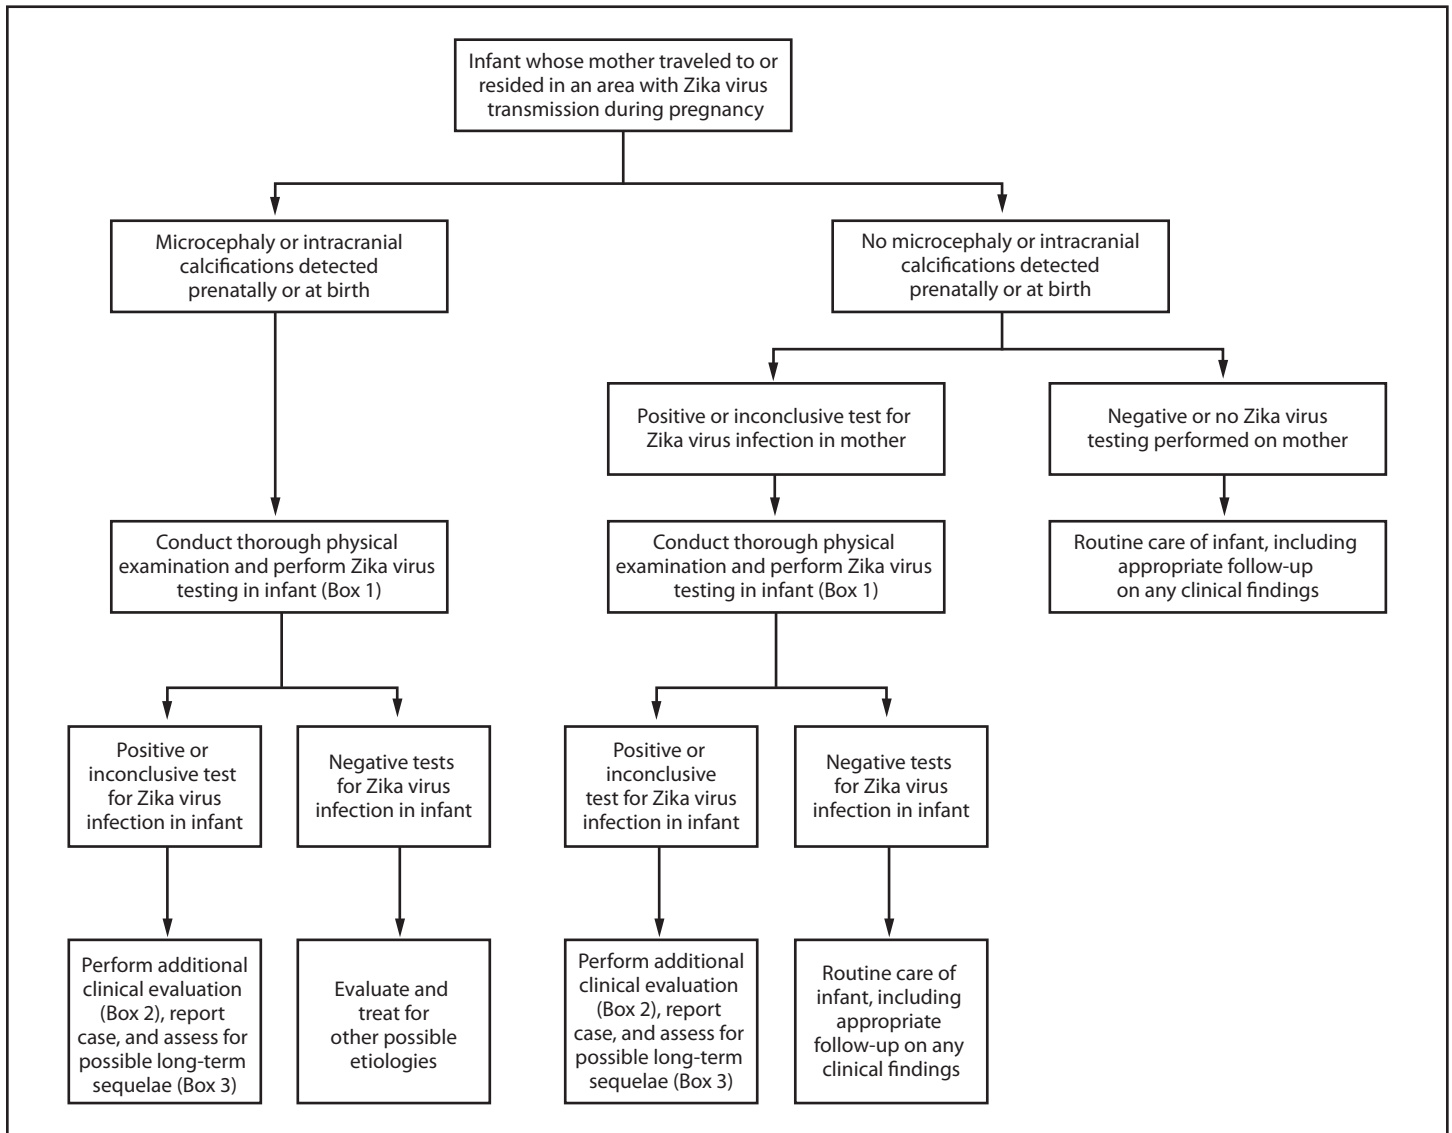 Infant whose mother traveled to or
resided in an area with Zika virus
transmission during pregnancy
Microcephaly or intracranial
calcifications detected
prenatally or at birth
No microcephaly or intracranial
calcifications detected
prenatally or at birth
Positive or inconclusive test for
Zika virus infection in mother
Negative or no Zika virus
testing performed on mother
Conduct thorough physical
examination and perform Zika virus
testing in infant (Box 1)
Conduct thorough physical
examination and perform Zika virus
testing in infant (Box 1)
Routine care of infant, including
appropriate follow-up
on any clinical findings
Positive or
inconclusive test
for Zika virus
infection in infant
Negative tests
for Zika virus
infection in infant
Positive or
inconclusive
test for Zika virus
infection in infant
Negative tests
for Zika virus
infection in infant
Perform additional
clinical evaluation
(Box 2), report
case, and assess for
possible long-term
sequelae (Box 3)
Evaluate and
treat for
other possible
etiologies
Perform additional
clinical evaluation
(Box 2), report
case, and assess for
possible long-term
sequelae (Box 3)
Routine care of
infant, including
appropriate
follow-up on any
clinical findings